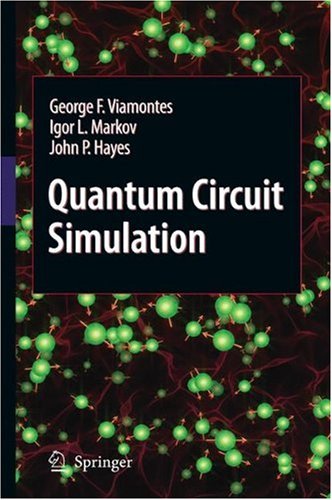 George F. Viamontes
Igor L. Markov
John P. Hayes
Quantum Circuit
Simulation
Springer